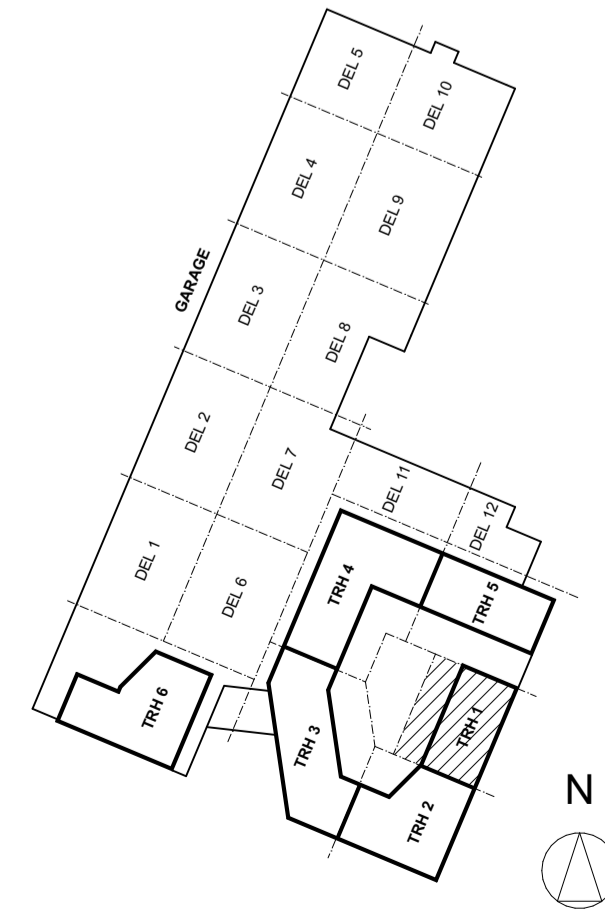 DEL 5
DEL 10
DEL 4
DEL 9
GARAGE
DEL 3
DEL 8
DEL 2
DEL 7
DEL 11
DEL 12
DEL 1
DEL 6
TRH 4
TRH 5
TRH 6
TRH 3
TRH 1
TRH 2
N